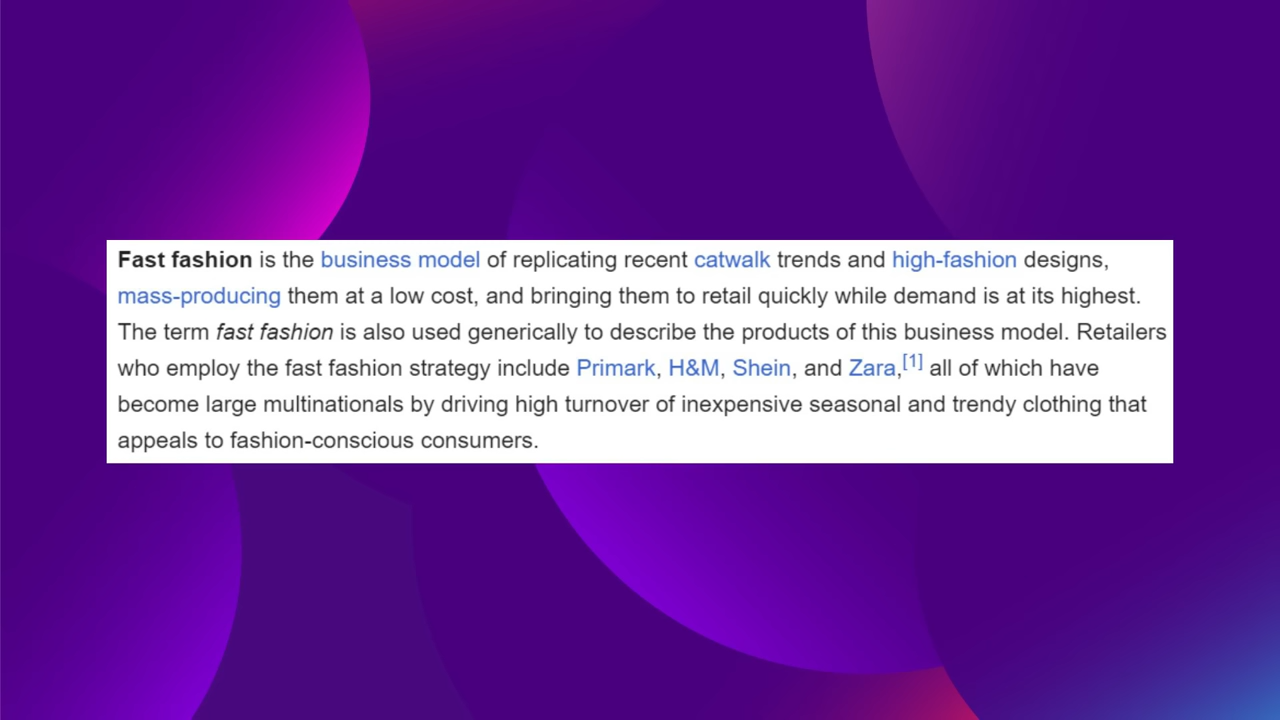 Fast fashion is the business model of replicating recent catwalk trends and high-fashion designs,
mass-producing them at a low cost, and bringing them to retail quickly while demand is at its highest.
The term fast fashion is also used generically to describe the products of this business model. Retailers
who employ the fast fashion strategy include Primark, H&M, Shein, and Zara,[1] all of which have
become large multinationals by driving high turnover of inexpensive seasonal and trendy clothing that
appeals to fashion-conscious consumers.